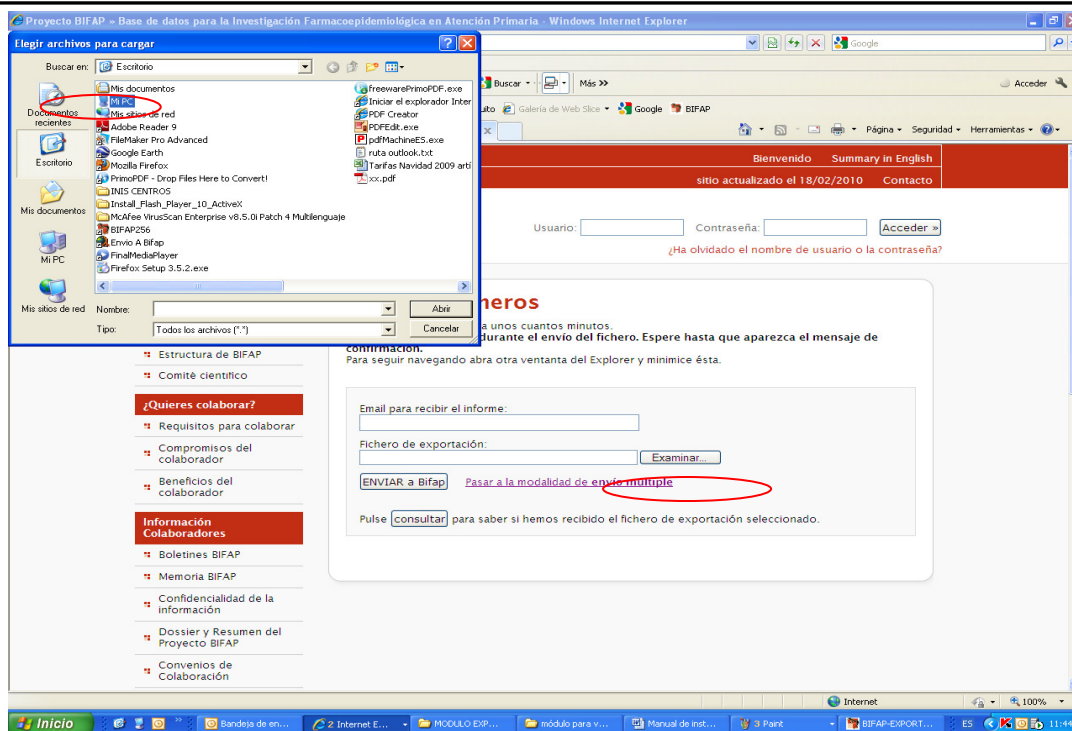 Proyecto BIFAP » Base de datos para la Investigación Farmacoepidemiológica en Atención Primaria - Windows Internet Explorer
Elegir archivos para cargar
Buscar en: Escritorio
Documentos recientes
Escritorio
Mis documentos
Mi PC
Mis sitios de red
Mis documentos
Mi PC
Mis sitios de red
Adobe Reader 9
FileMaker Pro Advanced
Google Earth
Mozilla Firefox
PrimoPDF - Drop Files Here to Convert!
INIS CENTROS
Install_Flash_Player_10_ActiveX
McAfee VirusScan Enterprise v8.5.0i Patch 4 Multilenguaje
BIFAP256
Envio A Bifap
FinalMediaPlayer
Firefox Setup 3.5.2.exe
freewarePrimoPDF.exe
Iniciar el explorador Inter
PDF Creator
PDFEdit.exe
pdfMachineES.exe
ruta outlook.txt
Tarifas Navidad 2009 artí
xx.pdf
Nombre: Abrir
Tipo: Todos los archivos (*.*) Cancelar
Google
Buscar Más >>
Acceder
Galería de Web Slice Google BIFAP
Página Seguridad Herramientas
Bienvenido Summary in English
sitio actualizado el 18/02/2010 Contacto
Usuario: Contraseña: Acceder »
¿Ha olvidado el nombre de usuario o la contraseña?
heros
a unos cuantos minutos.
durante el envío del fichero. Espere hasta que aparezca el mensaje de
confirmación.
Para seguir navegando abra otra ventanta del Explorer y minimice ésta.
Email para recibir el informe:
Fichero de exportación:
Examinar...
ENVIAR a Bifap Pasar a la modalidad de envío múltiple
Pulse consultar para saber si hemos recibido el fichero de exportación seleccionado.
Estructura de BIFAP
Comité científico
¿Quieres colaborar?
Requisitos para colaborar
Compromisos del
colaborador
Beneficios del
colaborador
Información
Colaboradores
Boletines BIFAP
Memoria BIFAP
Confidencialidad de la
información
Dossier y Resumen del
Proyecto BIFAP
Convenios de
Colaboración
Internet 100%
Inicio Bandeja de en... 2 Internet E... MODULO EXP... módulo para v... Manual de inst... 3 Paint BIFAP-EXPORT... ES 11:44